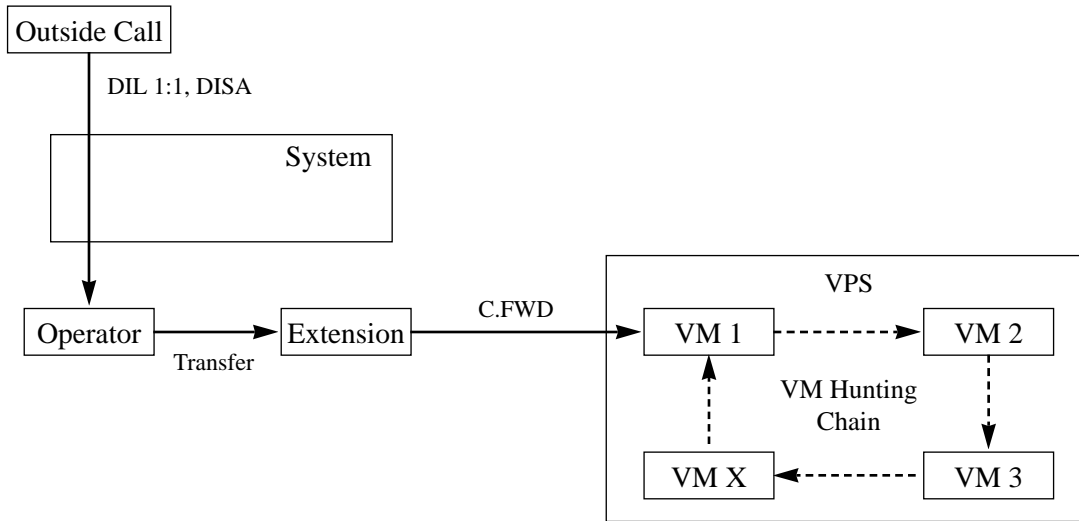 Outside Call
DIL 1:1, DISA
System
VPS
Operator
Transfer
Extension
C.FWD
VM 1
VM 2
VM Hunting
Chain
VM X
VM 3